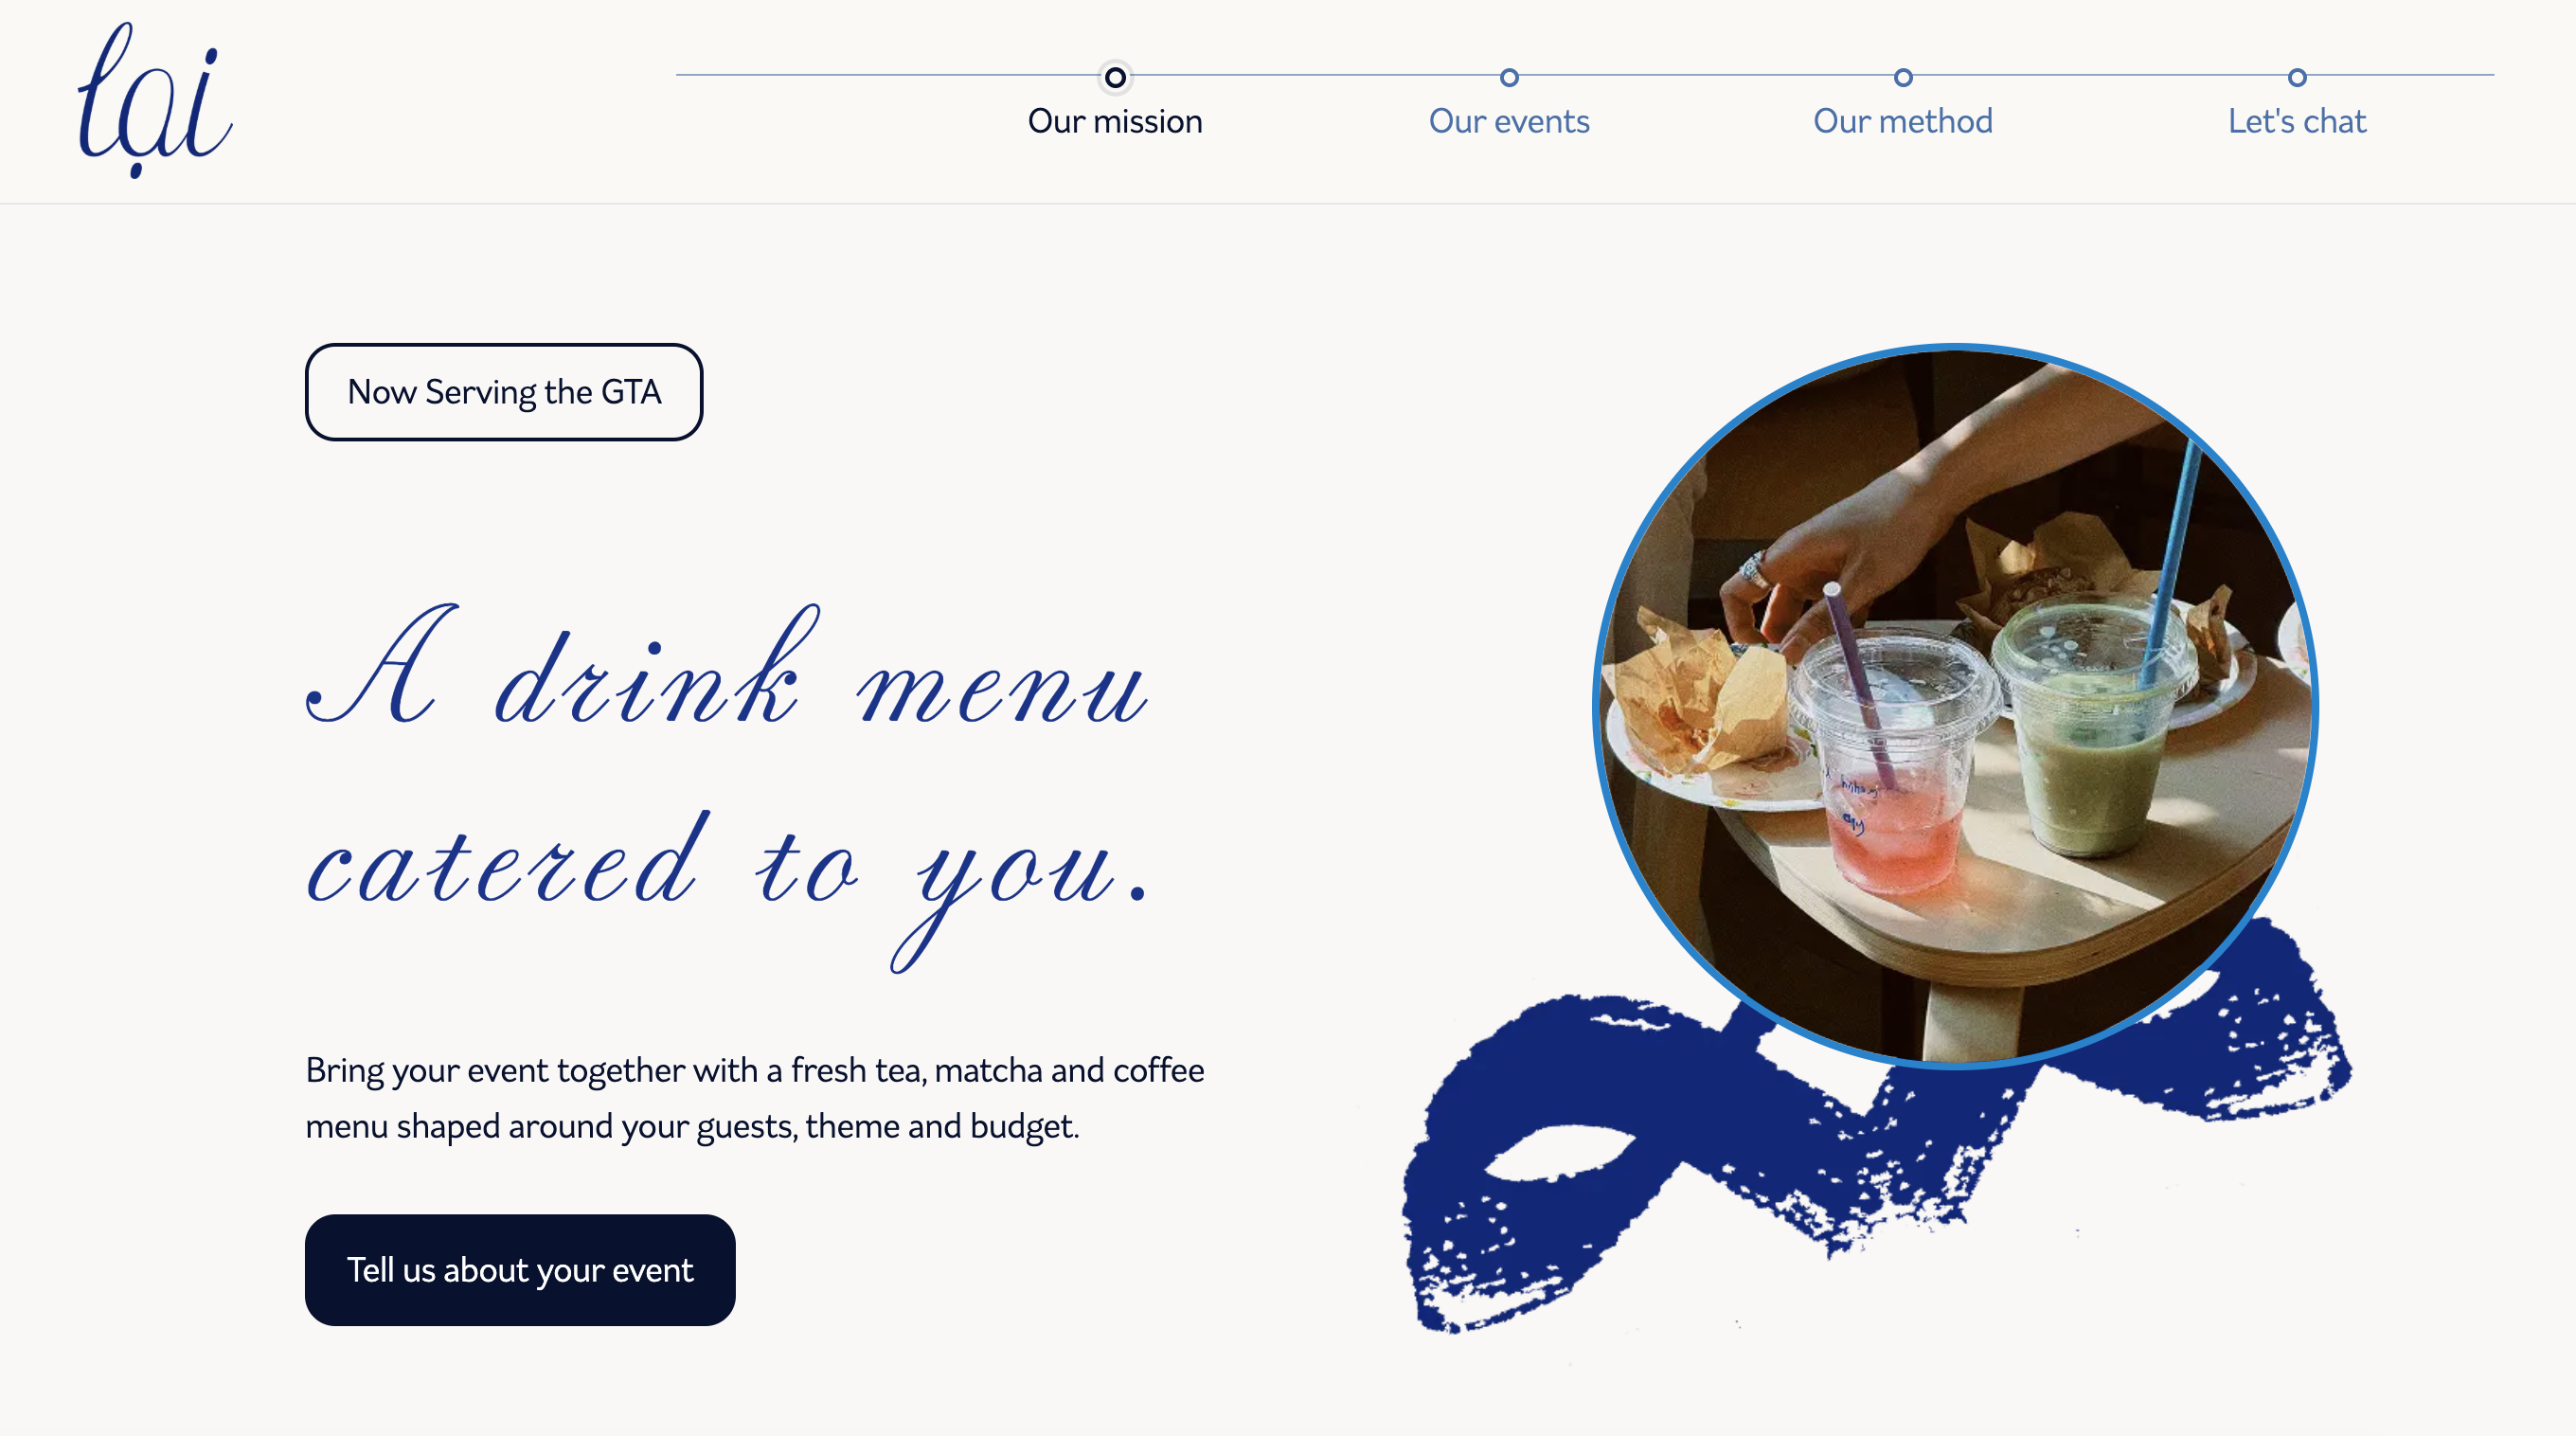 lại
Our mission
Our events
Our method
Let's chat
Now Serving the GTA
A drink menu
catered to you.
Bring your event together with a fresh tea, matcha and coffee
menu shaped around your guests, theme and budget.
Tell us about your event